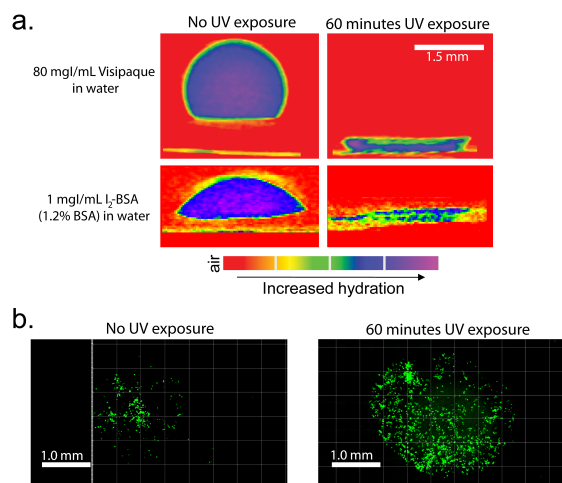 a.
No UV exposure
60 minutes UV exposure
80 mgI/mL Visipaque
in water
1.5 mm
1 mgI/mL I2-BSA
(1.2% BSA) in water
air
Increased hydration
b.
No UV exposure
60 minutes UV exposure
1.0 mm
1.0 mm